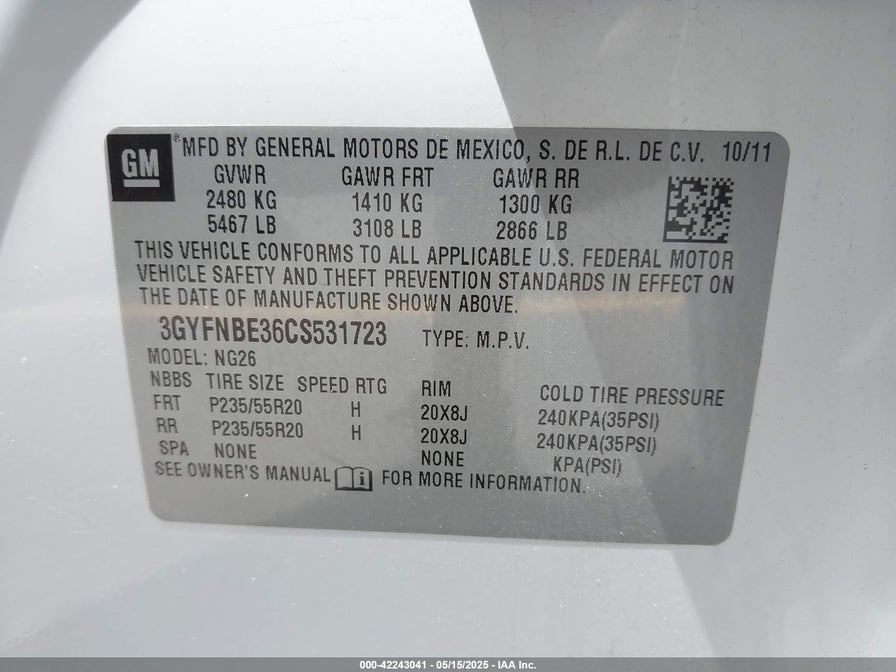 GM ® MFD BY GENERAL MOTORS DE MEXICO, S. DE R.L. DE C.V. 10/11
GVWR GAWR FRT GAWR RR
2480 KG 1410 KG 1300 KG
5467 LB 3108 LB 2866 LB
THIS VEHICLE CONFORMS TO ALL APPLICABLE U.S. FEDERAL MOTOR
VEHICLE SAFETY AND THEFT PREVENTION STANDARDS IN EFFECT ON
THE DATE OF MANUFACTURE SHOWN ABOVE.
3GYFNBE36CS531723 TYPE: M.P.V.
MODEL: NG26
NBBS TIRE SIZE SPEED RTG RIM COLD TIRE PRESSURE
FRT P235/55R20 H 20X8J 240KPA(35PSI)
RR P235/55R20 H 20X8J 240KPA(35PSI)
SPA NONE NONE KPA(PSI)
SEE OWNER'S MANUAL i FOR MORE INFORMATION.
000-42243041 - 05/15/2025 - IAA Inc.